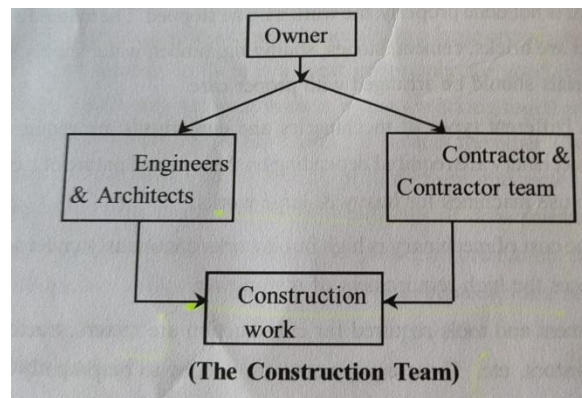 Owner
Engineers
& Architects
Contractor &
Contractor team
Construction
work
(The Construction Team)